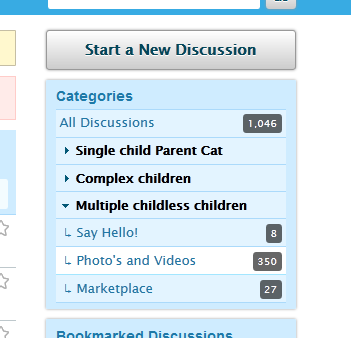 Start a New Discussion
Categories
All Discussions 1,046
Single child Parent Cat
Complex children
Multiple childless children
Say Hello! 8
Photo's and Videos 350
Marketplace 27
Bookmarked Discussions